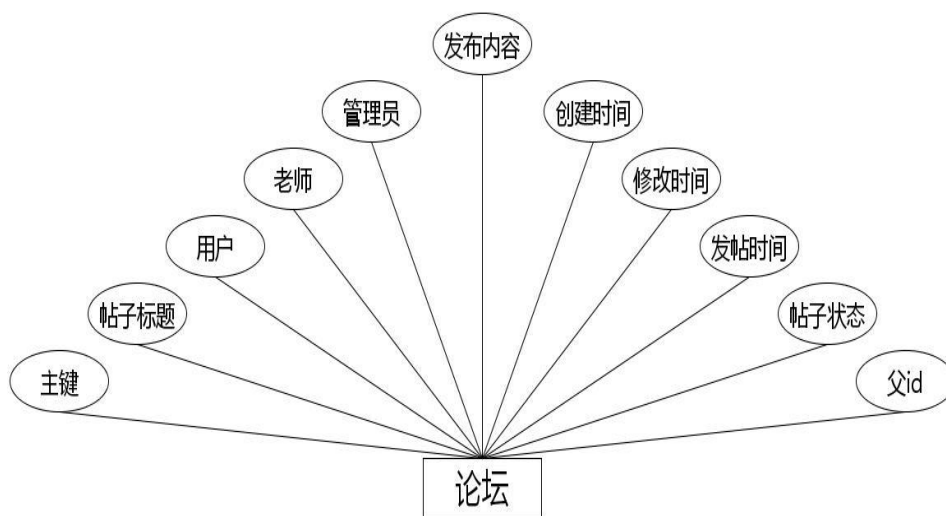 发布内容
管理员
创建时间
老师
修改时间
用户
发帖时间
帖子标题
帖子状态
主键
父id
论坛